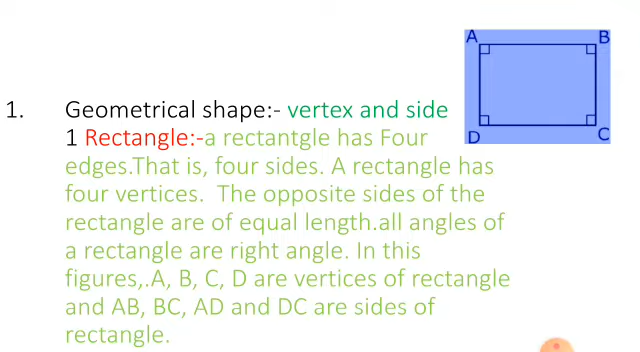 A B
D C
1. Geometrical shape:- vertex and side
1 Rectangle:-a rectantgle has Four
edges.That is, four sides. A rectangle has
four vertices. The opposite sides of the
rectangle are of equal length.all angles of
a rectangle are right angle. In this
figures,.A, B, C, D are vertices of rectangle
and AB, BC, AD and DC are sides of
rectangle.